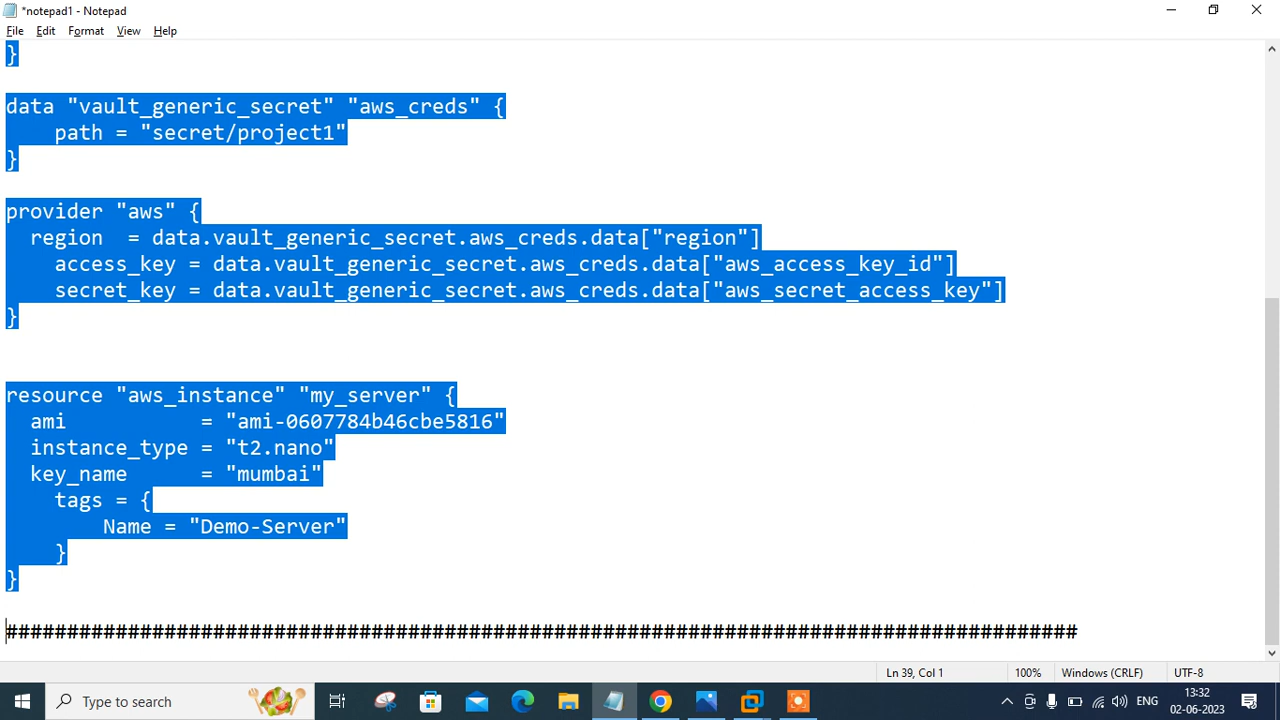 *notepad1 - Notepad
File Edit Format View Help
}
data "vault_generic_secret" "aws_creds" {
    path = "secret/project1"
}
provider "aws" {
  region  = data.vault_generic_secret.aws_creds.data["region"]
    access_key = data.vault_generic_secret.aws_creds.data["aws_access_key_id"]
    secret_key = data.vault_generic_secret.aws_creds.data["aws_secret_access_key"]
}
resource "aws_instance" "my_server" {
  ami           = "ami-0607784b46cbe5816"
  instance_type = "t2.nano"
  key_name      = "mumbai"
    tags = {
        Name = "Demo-Server"
    }
}
########################################################################################
Ln 39, Col 1 100% Windows (CRLF) UTF-8
Type here to search
ENG
13:32
02-06-2023